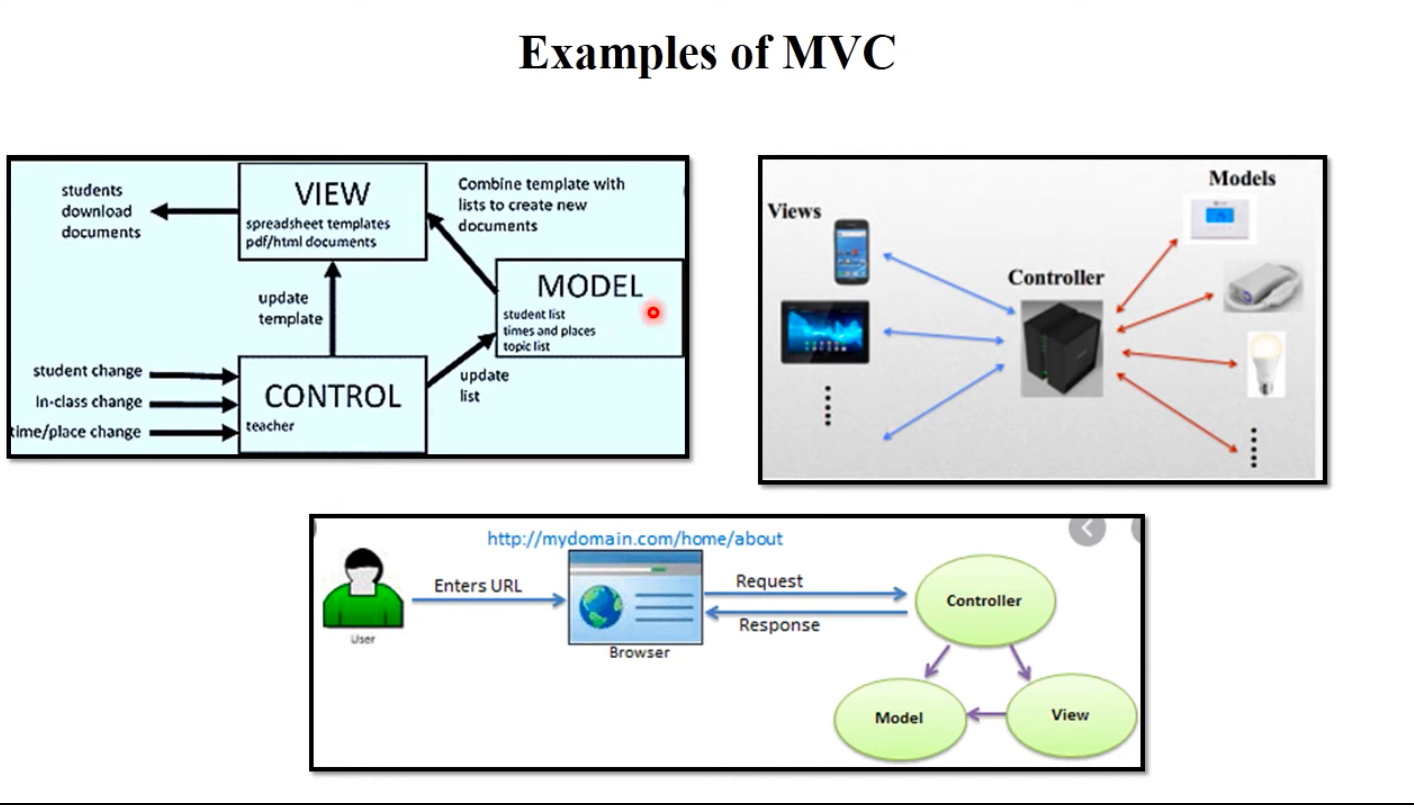 Examples of MVC
students
download
documents
VIEW
spreadsheet templates
pdf/html documents
Combine template with
lists to create new
documents
update
template
MODEL
student list
times and places
topic list
student change
In-class change
time/place change
CONTROL
teacher
update
list
Views
Controller
Models
http://mydomain.com/home/about
User
Enters URL
Browser
Request
Response
Controller
Model
View